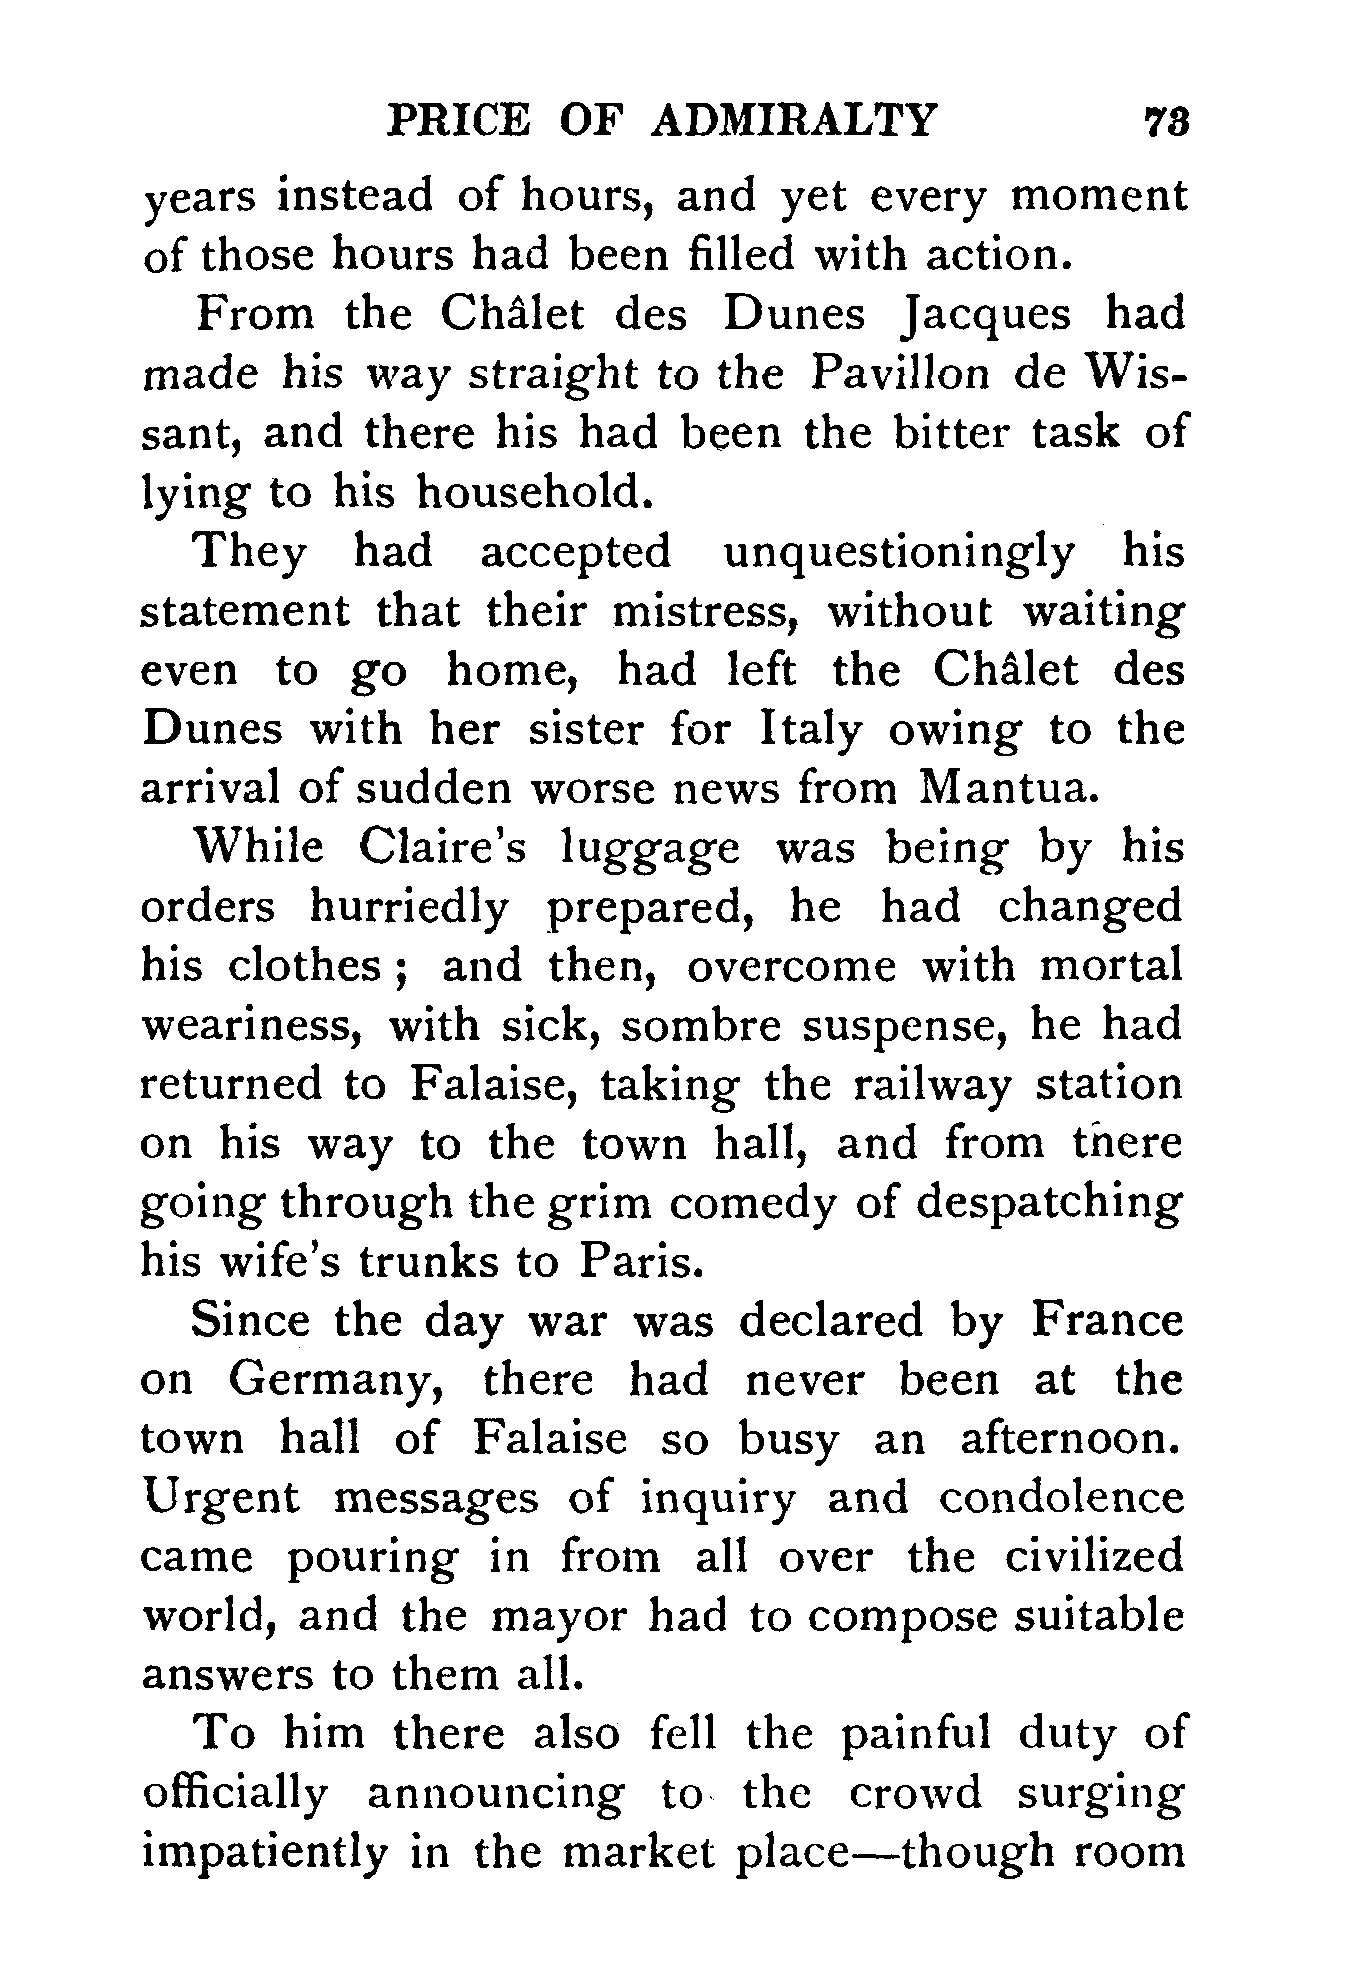 PRICE OF ADMIRALTY 73
years instead of hours, and yet every moment
of those hours had been filled with action.
From the Châlet des Dunes Jacques had
made his way straight to the Pavillon de Wis-
sant, and there his had been the bitter task of
lying to his household.
They had accepted unquestioningly his
statement that their mistress, without waiting
even to go home, had left the Châlet des
Dunes with her sister for Italy owing to the
arrival of sudden worse news from Mantua.
While Claire's luggage was being by his
orders hurriedly prepared, he had changed
his clothes ; and then, overcome with mortal
weariness, with sick, sombre suspense, he had
returned to Falaise, taking the railway station
on his way to the town hall, and from there
going through the grim comedy of despatching
his wife's trunks to Paris.
Since the day war was declared by France
on Germany, there had never been at the
town hall of Falaise so busy an afternoon.
Urgent messages of inquiry and condolence
came pouring in from all over the civilized
world, and the mayor had to compose suitable
answers to them all.
To him there also fell the painful duty of
officially announcing to the crowd surging
impatiently in the market place—though room